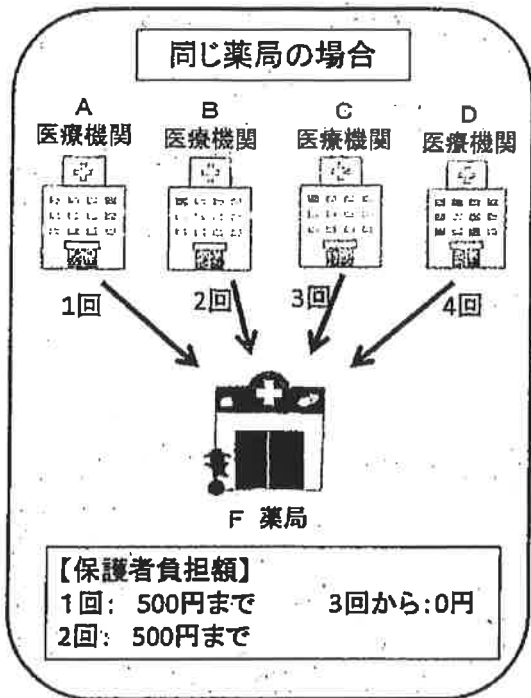 同じ薬局の場合
A
医療機関
B
医療機関
C
医療機関
D
医療機関
1回
2回
3回
4回
F 薬局
【保護者負担額】
1回: 500円まで 3回から:0円
2回: 500円まで